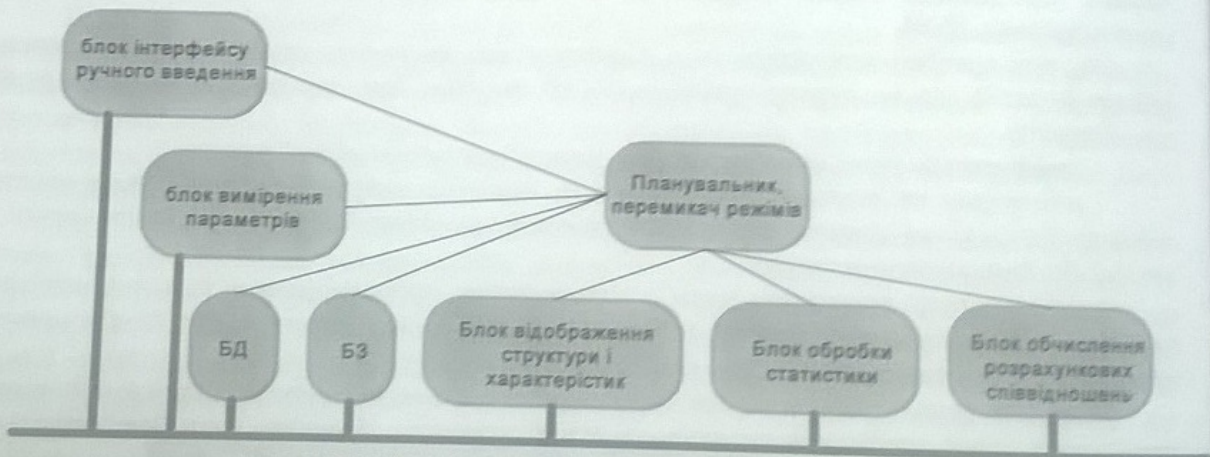 блок інтерфейсу
ручного введення
блок вимірення
параметрів
Планувальник,
перемикач режімів
БД
БЗ
Блок відображення
структури і
характерістик
Блок обробки
статистики
Блок обчислення
розрахункових
співвідношень